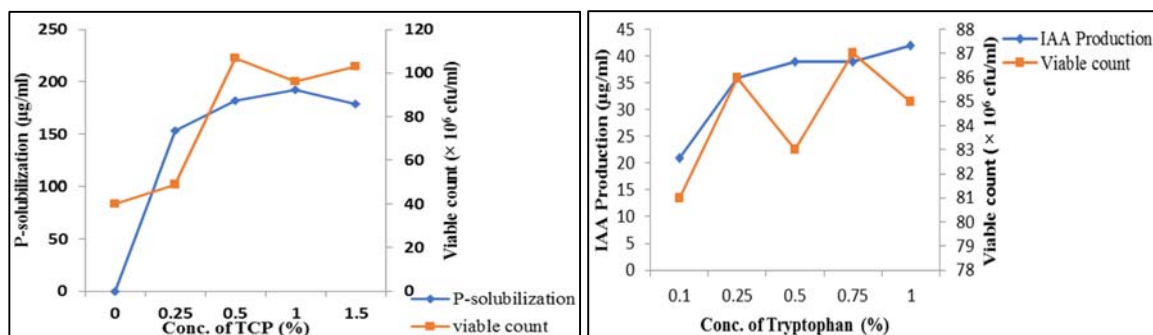 250
200
150
100
50
0
P-solubilization (µg/ml)
120
100
80
60
40
20
0
Viable count (× 10⁶ cfu/ml)
0 0.25 0.5 1 1.5
Conc. of TCP (%)
P-solubilization
viable count
45
40
35
30
25
20
15
10
5
0
IAA Production (µg/ml)
88
87
86
85
84
83
82
81
80
79
78
Viable count (× 10⁶ cfu/ml)
0.1 0.25 0.5 0.75 1
Conc. of Tryptophan (%)
IAA Production
Viable count